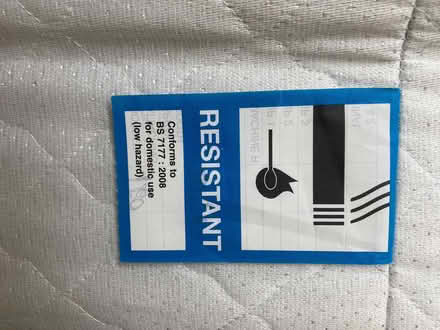 RESISTANT
Conforms to
BS 7177 : 2008
for domestic use
(low hazard)